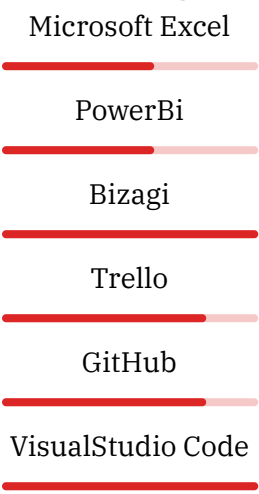 Microsoft Excel
PowerBi
Bizagi
Trello
GitHub
VisualStudio Code